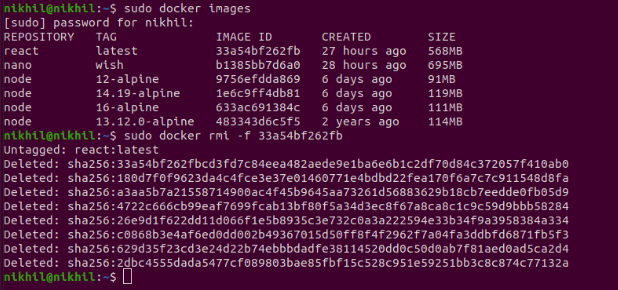 nikhil@nikhil:~$ sudo docker images
[sudo] password for nikhil:
REPOSITORY TAG IMAGE ID CREATED SIZE
react latest 33a54bf262fb 27 hours ago 568MB
nano wish b1385bb7d6a0 28 hours ago 695MB
node 12-alpine 9756efdda869 6 days ago 91MB
node 14.19-alpine 1e6c9ff4db81 6 days ago 119MB
node 16-alpine 633ac691384c 6 days ago 111MB
node 13.12.0-alpine 483343d6c5f5 2 years ago 114MB
nikhil@nikhil:~$ sudo docker rmi -f 33a54bf262fb
Untagged: react:latest
Deleted: sha256:33a54bf262fbcd3fd7c84eea482aede9e1ba6e6b1c2df70d84c372057f410ab0
Deleted: sha256:180d7f0f9623da4c4fce3e37e01460771e4bdbd22fea170f6a7c7c911548d8fa
Deleted: sha256:a3aa5b7a21558714900ac4f45b9645aa73261d56883629b18cb7eedde0fb05d9
Deleted: sha256:4722c666cb99eaf7699fcab13bf80f5a34d3ec8f67a8ca8c1c9c59d9bbb58284
Deleted: sha256:26e9d1f622dd11d066f1e5b8935c3e732c0a3a222594e33b34f9a3958384a334
Deleted: sha256:c0868b3e4af6ed0dd002b49367015d50ff8f4f2962f7a04fa3ddbfd6871fb5f3
Deleted: sha256:629d35f23cd3e24d22b74ebbbdadfe38114520dd0c50d0ab7f81aed0ad5ca2d4
Deleted: sha256:2dbc4555dada5477cf089803bae85fbf15c528c951e59251bb3c8c874c77132a
nikhil@nikhil:~$